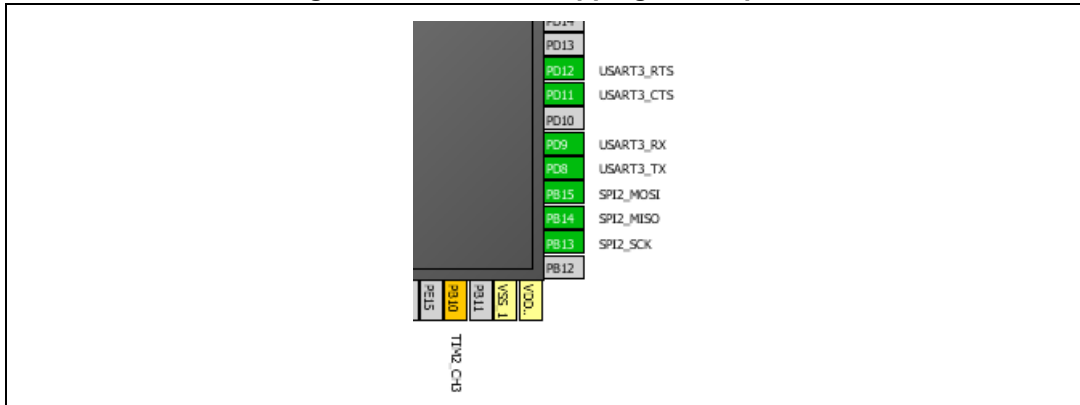 PD13
PD12 USART3_RTS
PD11 USART3_CTS
PD10
PD9 USART3_RX
PD8 USART3_TX
PB15 SPI2_MOSI
PB14 SPI2_MISO
PB13 SPI2_SCK
PB12
PE15 PB10 PB11 VSS_1 VDD..
TIM2_CH3